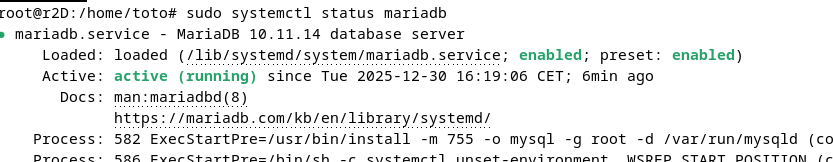 root@r2D:/home/toto# sudo systemctl status mariadb
● mariadb.service - MariaDB 10.11.14 database server
Loaded: loaded (/lib/systemd/system/mariadb.service; enabled; preset: enabled)
Active: active (running) since Tue 2025-12-30 16:19:06 CET; 6min ago
Docs: man:mariadbd(8)
https://mariadb.com/kb/en/library/systemd/
Process: 582 ExecStartPre=/usr/bin/install -m 755 -o mysql -g root -d /var/run/mysqld (co
Process: 586 ExecStartPre=/bin/sh -c systemctl unset-environment _WSREP_START_POSITION